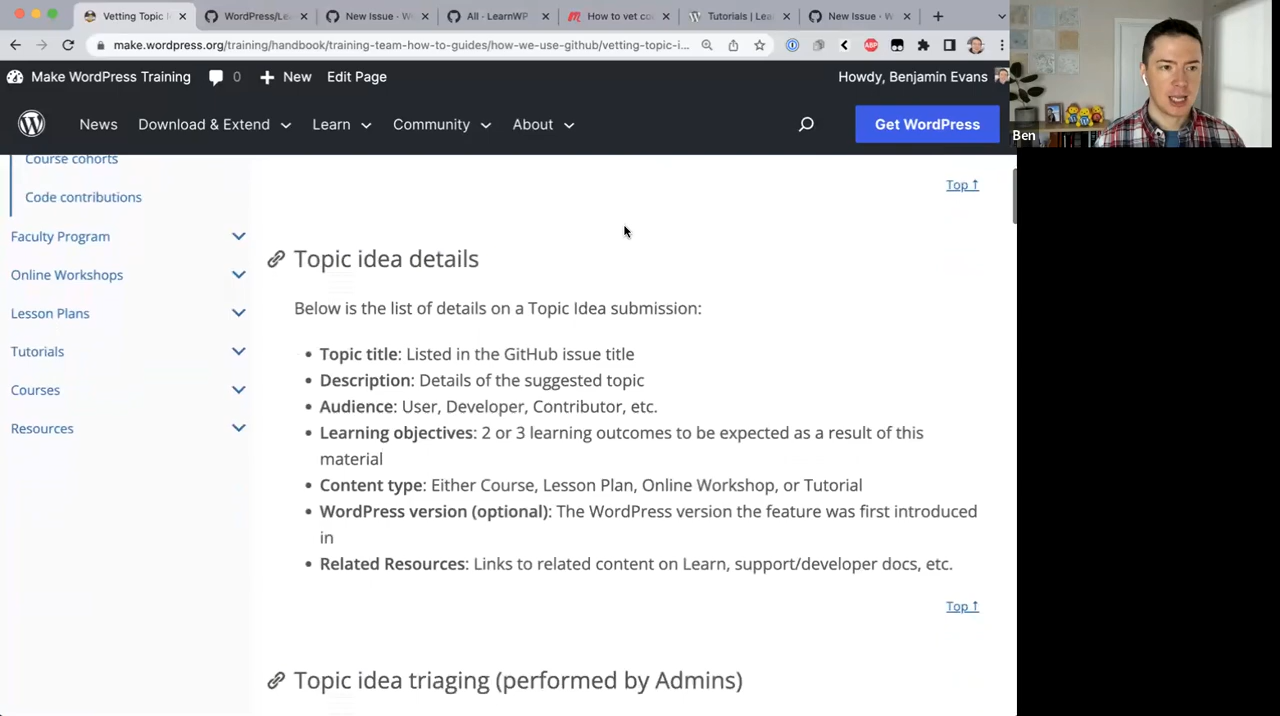 Vetting Topic I
WordPress/Le
New Issue · W
All · LearnWP
How to vet co
Tutorials | Lea
New Issue · W
make.wordpress.org/training/handbook/training-team-how-to-guides/how-we-use-github/vetting-topic-i...
ABP
Make WordPress Training
0
New
Edit Page
Howdy, Benjamin Evans
News
Download & Extend
Learn
Community
About
Get WordPress
Ben
Course cohorts
Code contributions
Faculty Program
Online Workshops
Lesson Plans
Tutorials
Courses
Resources
Top ↑
Topic idea details
Below is the list of details on a Topic Idea submission:
• Topic title: Listed in the GitHub issue title
• Description: Details of the suggested topic
• Audience: User, Developer, Contributor, etc.
• Learning objectives: 2 or 3 learning outcomes to be expected as a result of this
material
• Content type: Either Course, Lesson Plan, Online Workshop, or Tutorial
• WordPress version (optional): The WordPress version the feature was first introduced
in
• Related Resources: Links to related content on Learn, support/developer docs, etc.
Top ↑
Topic idea triaging (performed by Admins)